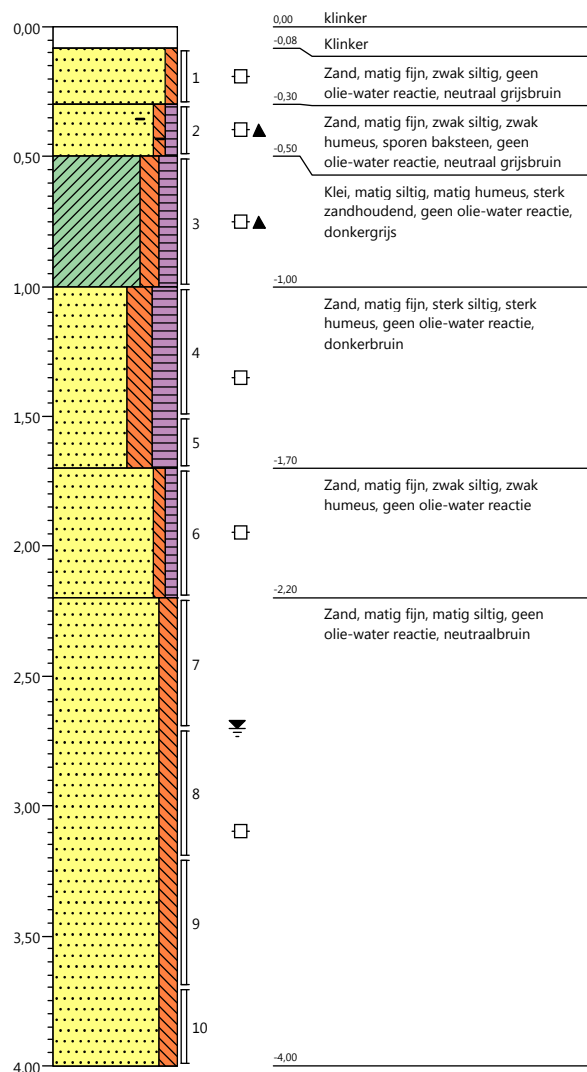 0,00
0,50
1,00
1,50
2,00
2,50
3,00
3,50
4,00
1
2
3
4
5
6
7
8
9
10
0,00 klinker
-0,08 Klinker
Zand, matig fijn, zwak siltig, geen
olie-water reactie, neutraal grijsbruin
-0,30
Zand, matig fijn, zwak siltig, zwak
humeus, sporen baksteen, geen
olie-water reactie, neutraal grijsbruin
-0,50
Klei, matig siltig, matig humeus, sterk
zandhoudend, geen olie-water reactie,
donkergrijs
-1,00
Zand, matig fijn, sterk siltig, sterk
humeus, geen olie-water reactie,
donkerbruin
-1,70
Zand, matig fijn, zwak siltig, zwak
humeus, geen olie-water reactie
-2,20
Zand, matig fijn, matig siltig, geen
olie-water reactie, neutraalbruin
-4,00